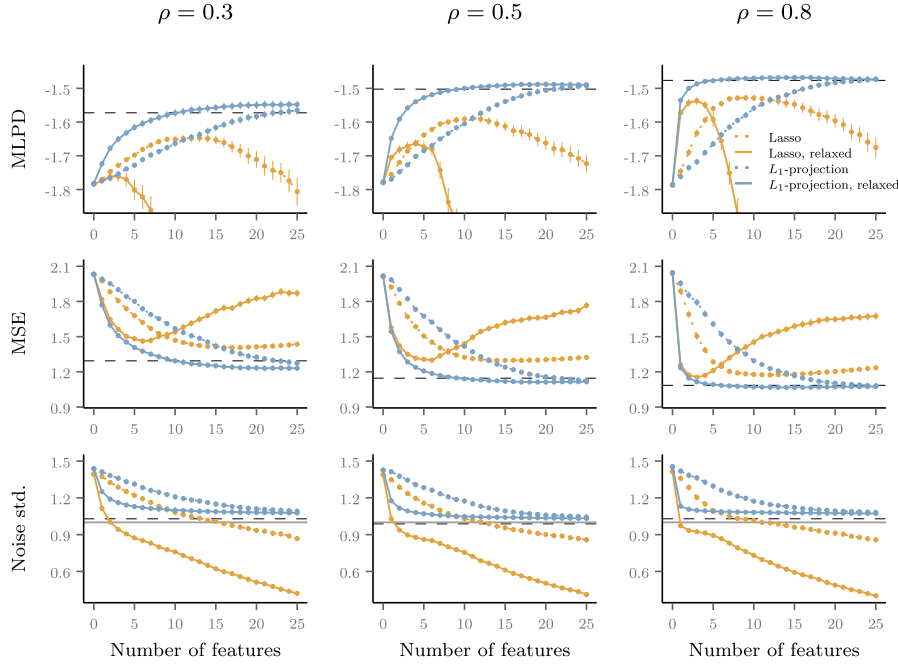 ρ = 0.3 ρ = 0.5 ρ = 0.8
MLPD
-1.5 -1.5 -1.5
-1.6 -1.6 -1.6
-1.7 -1.7 -1.7
-1.8 -1.8 -1.8
Lasso
Lasso, relaxed
L₁-projection
L₁-projection, relaxed
0 5 10 15 20 25 0 5 10 15 20 25 0 5 10 15 20 25
MSE
2.1 2.1 2.1
1.8 1.8 1.8
1.5 1.5 1.5
1.2 1.2 1.2
0.9 0.9 0.9
0 5 10 15 20 25 0 5 10 15 20 25 0 5 10 15 20 25
Noise std.
1.5 1.5 1.5
1.2 1.2 1.2
0.9 0.9 0.9
0.6 0.6 0.6
0 5 10 15 20 25 0 5 10 15 20 25 0 5 10 15 20 25
Number of features Number of features Number of features